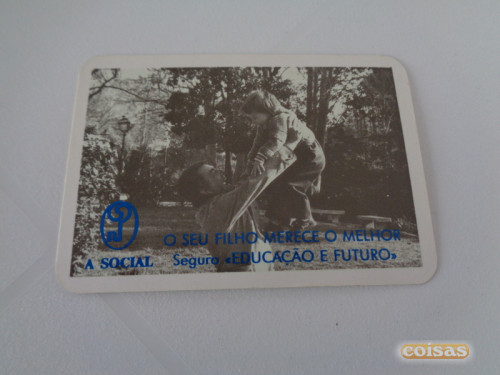 O SEU FILHO MERECE O MELHOR
A SOCIAL Seguro «EDUCAÇÃO E FUTURO»
coisas